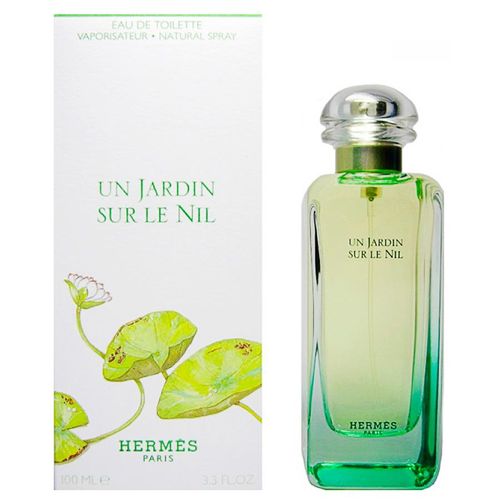 EAU DE TOILETTE
VAPORISATEUR • NATURAL SPRAY
UN JARDIN
SUR LE NIL
HERMÈS
PARIS
100 ML e 3.3 FL.OZ
UN JARDIN
SUR LE NIL
HERMÈS
PARIS